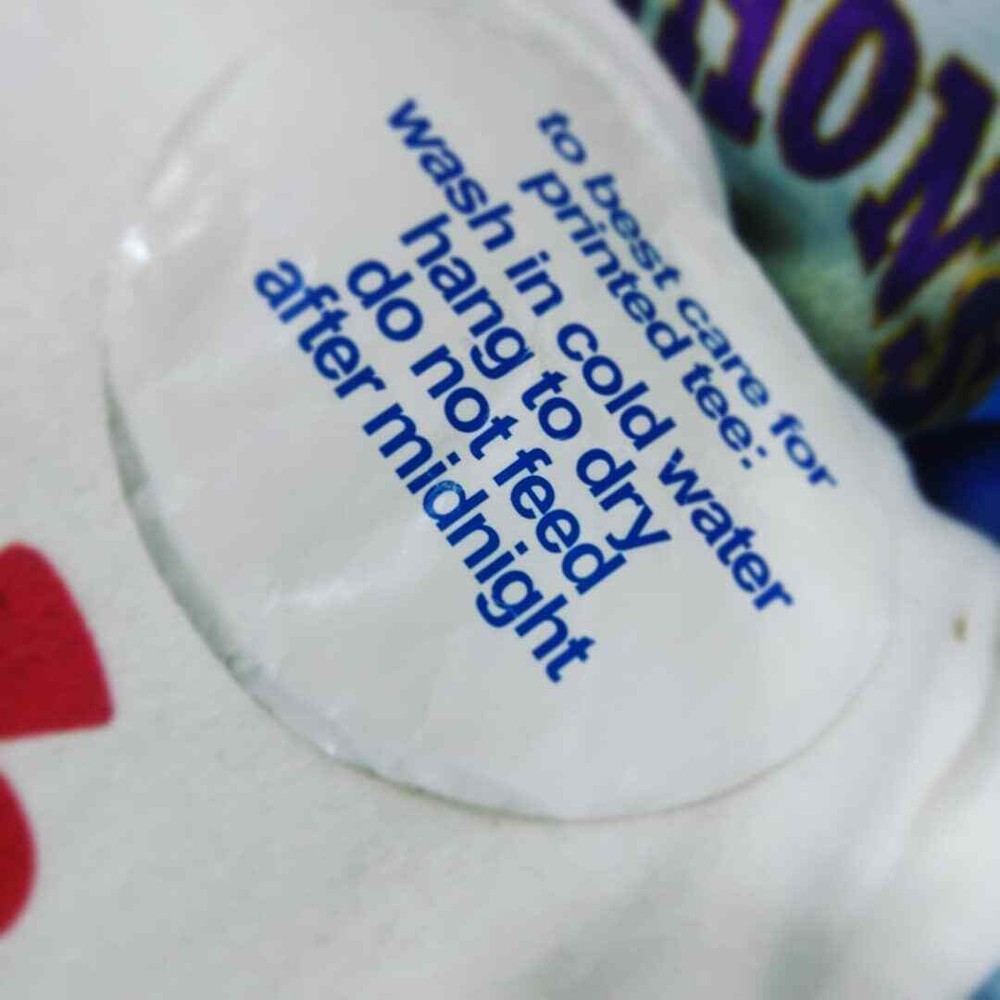 to best care for
printed tee:
wash in cold water
hang to dry
do not feed
after midnight